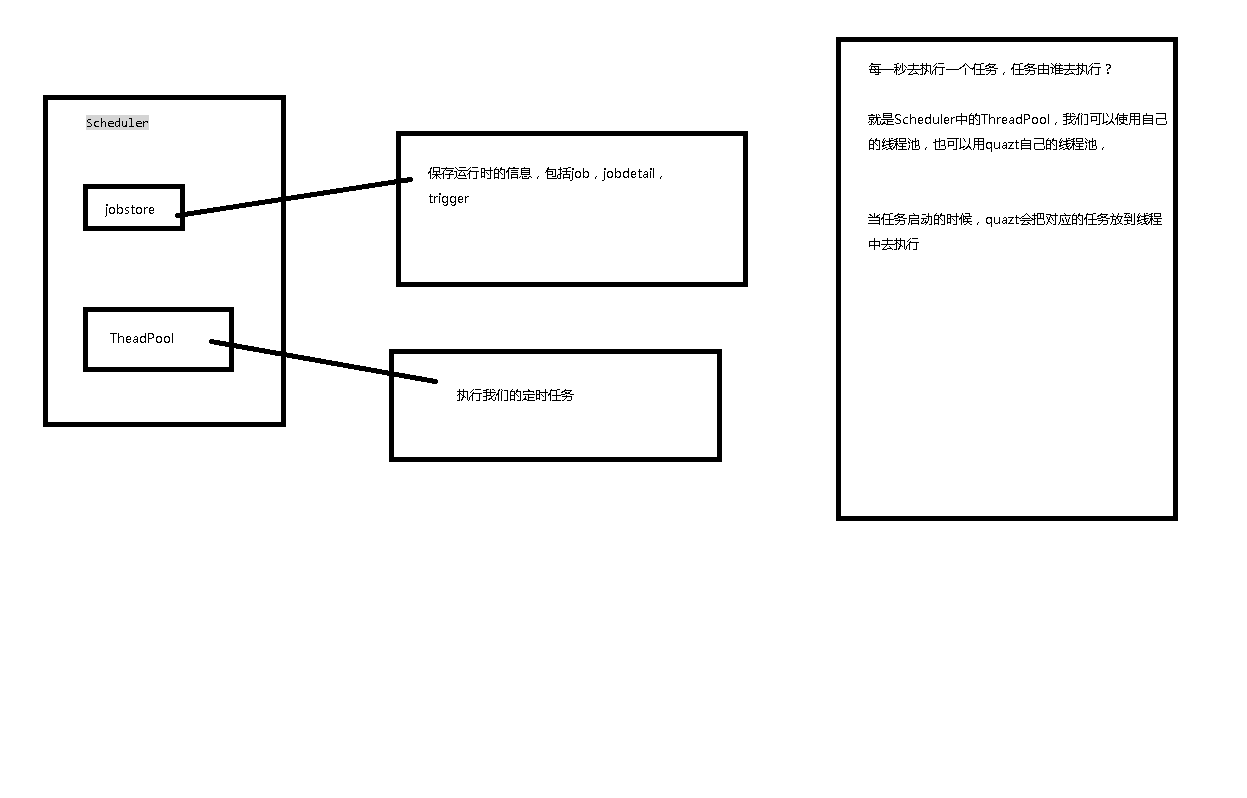 Scheduler
jobstore
TheadPool
保存运行时的信息，包括job，jobdetail，
trigger
执行我们的定时任务
每一秒去执行一个任务，任务由谁去执行？
就是Scheduler中的ThreadPool，我们可以使用自己
的线程池，也可以用quazt自己的线程池，
当任务启动的时候，quazt会把对应的任务放到线程
中去执行